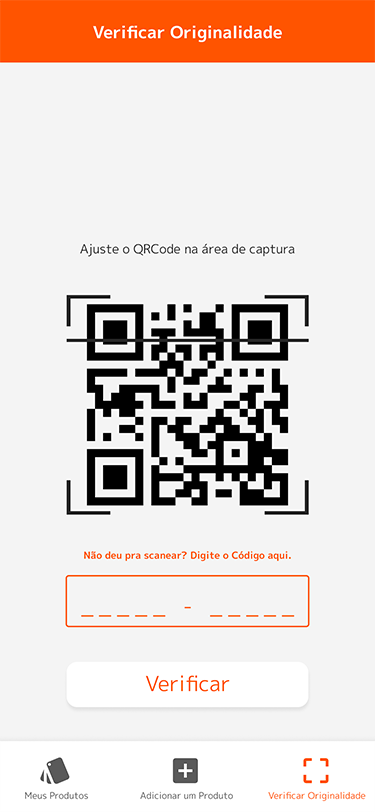 Verificar Originalidade
Ajuste o QRCode na área de captura
Não deu pra scanear? Digite o Código aqui.
_ _ _ _ _ - _ _ _ _ _
Verificar
Meus Produtos
Adicionar um Produto
Verificar Originalidade